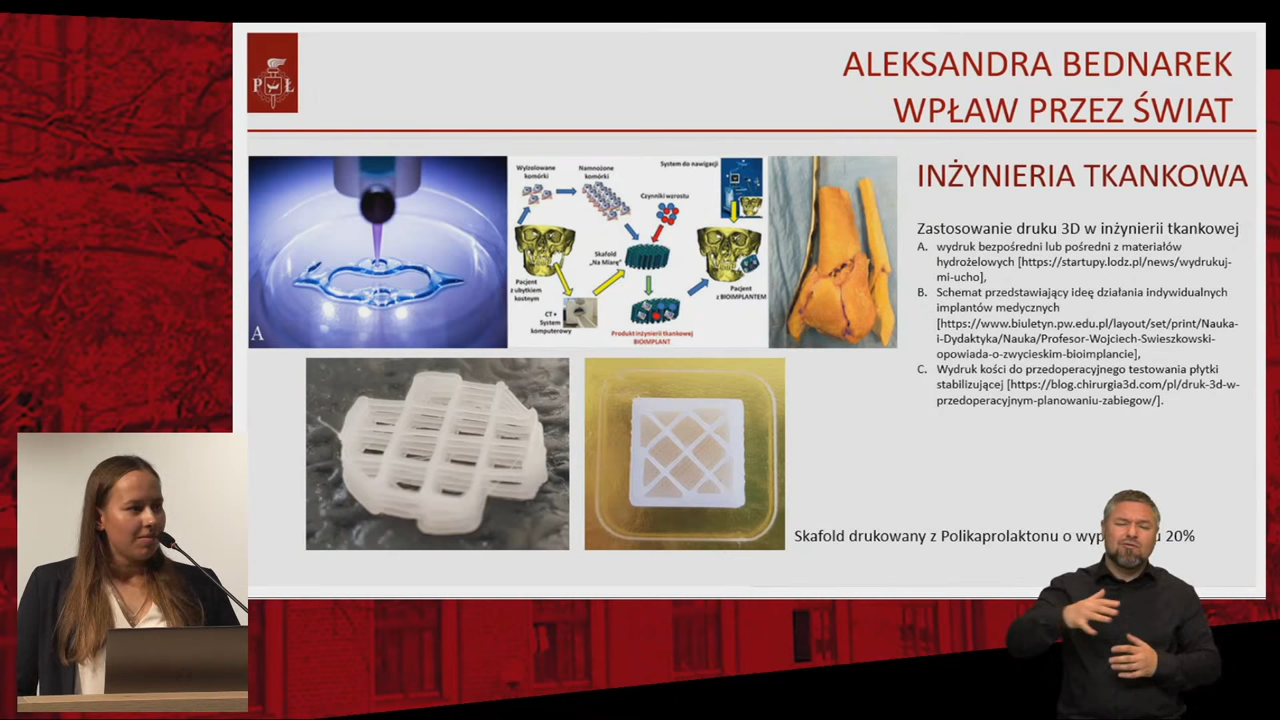 P Ł
ALEKSANDRA BEDNAREK
WPŁAW PRZEZ ŚWIAT
INŻYNIERIA TKANKOWA
Zastosowanie druku 3D w inżynierii tkankowej
A. wydruk bezpośredni lub pośredni z materiałów
hydrożelowych [https://startupy.lodz.pl/news/wydrukuj-
mi-ucho],
B. Schemat przedstawiający ideę działania indywidualnych
implantów medycznych
[https://www.biuletyn.pw.edu.pl/layout/set/print/Nauka-
i-Dydaktyka/Nauka/Profesor-Wojciech-Swieszkowski-
opowiada-o-zwycieskim-bioimplancie],
C. Wydruk kości do przedoperacyjnego testowania płytki
stabilizującej [https://blog.chirurgia3d.com/pl/druk-3d-w-
przedoperacyjnym-planowaniu-zabiegow/].
A
Wyizolowane
komórki
Namnożone
komórki
System do nawigacji
Czynniki wzrostu
Skafold
„Na Miarę"
Pacjent
z ubytkiem
kostnym
CT +
System
komputerowy
Pacjent
z BIOIMPLANTEM
Produkt inżynierii tkankowej
BIOIMPLANT
Skafold drukowany z Polikaprolaktonu o 20%